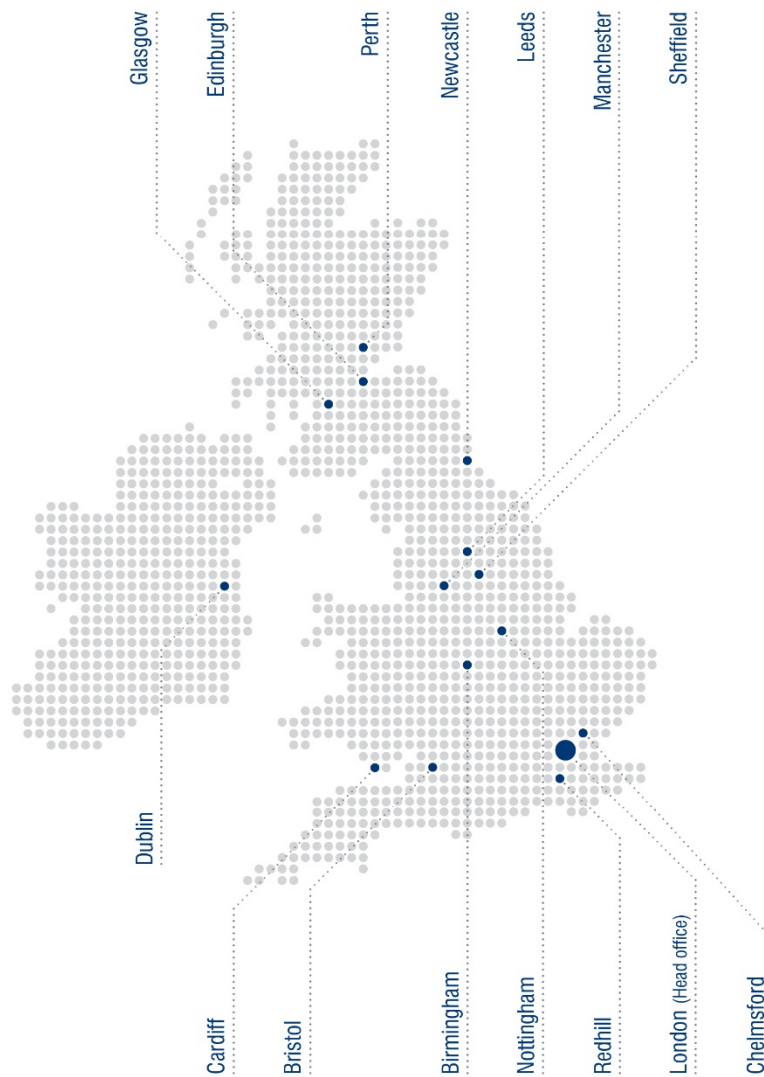 Glasgow
Edinburgh
Perth
Newcastle
Leeds
Manchester
Sheffield
Dublin
Cardiff
Bristol
Birmingham
Nottingham
Redhill
London (Head office)
Chelmsford